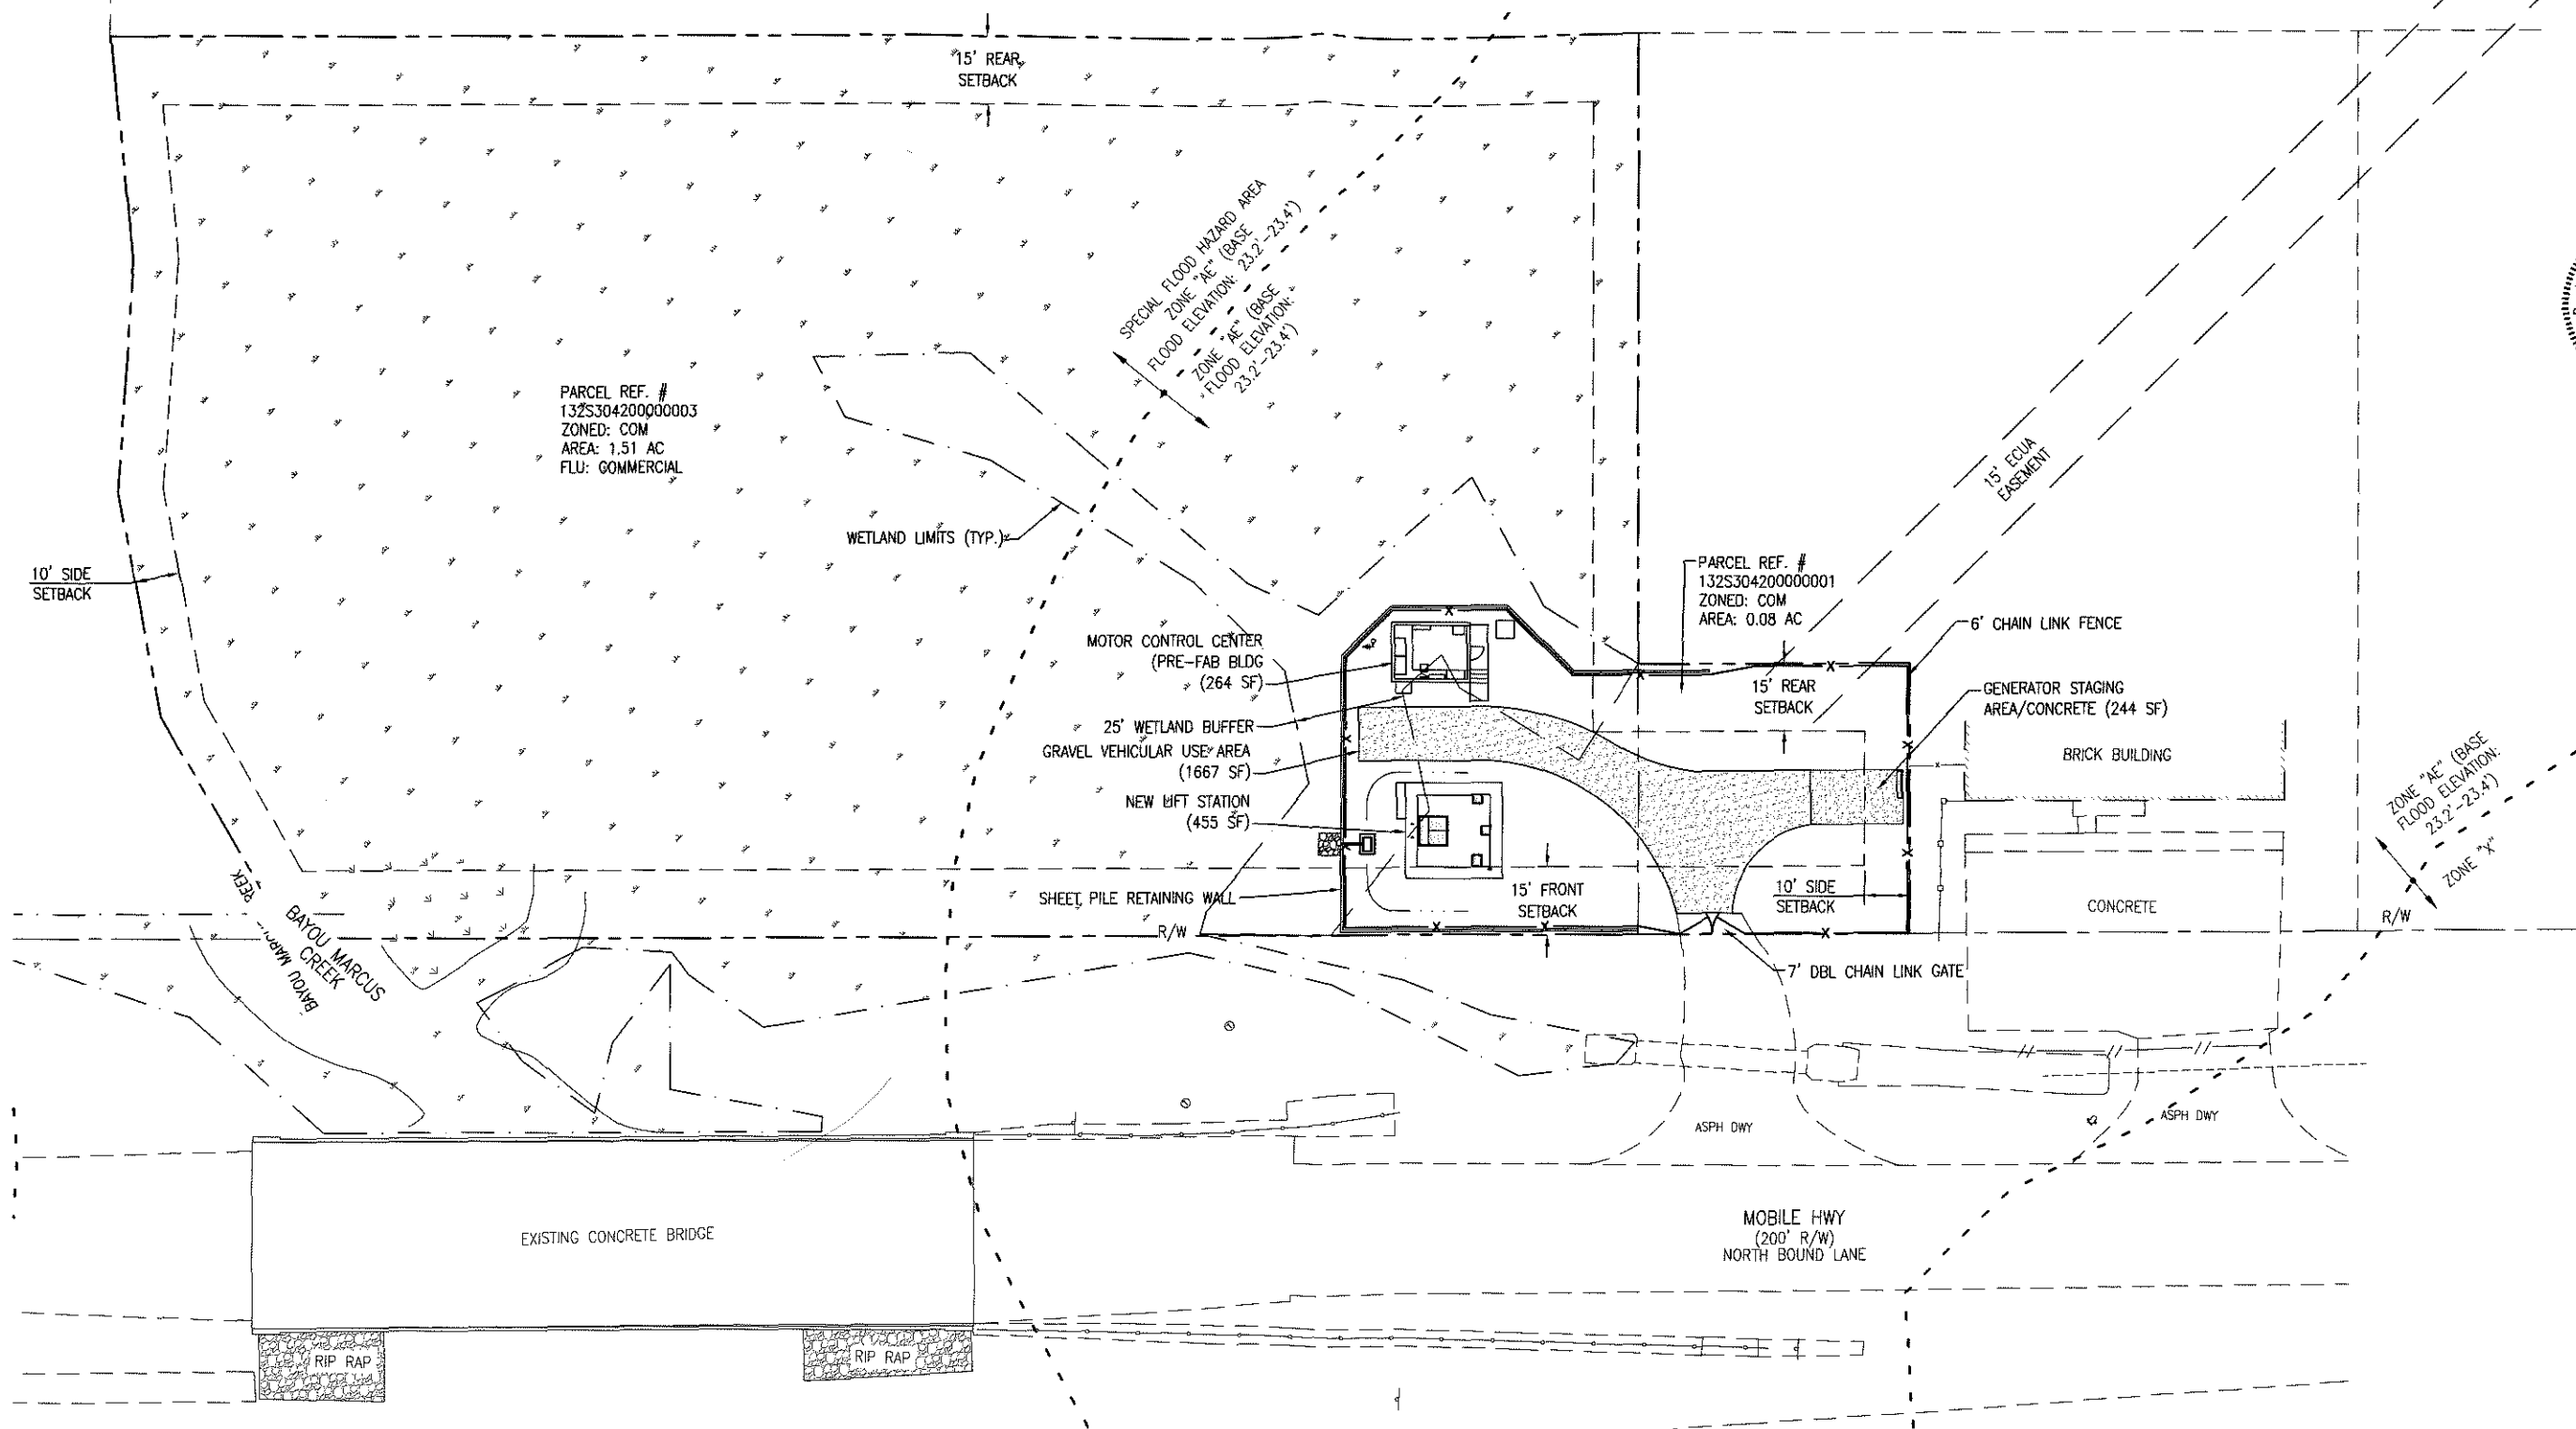 15' REAR
SETBACK
SPECIAL FLOOD HAZARD AREA
ZONE "AE" (BASE
FLOOD ELEVATION: 23.2'-23.4')
ZONE "AE" (BASE
FLOOD ELEVATION:
23.2'-23.4')
PARCEL REF. #
132S304200000003
ZONED: COM
AREA: 1.51 AC
FLU: COMMERCIAL
15' ECUA
EASEMENT
WETLAND LIMITS (TYP.)
10' SIDE
SETBACK
PARCEL REF. #
132S304200000001
ZONED: COM
AREA: 0.08 AC
6' CHAIN LINK FENCE
MOTOR CONTROL CENTER
(PRE-FAB BLDG
(264 SF)
15' REAR
SETBACK
GENERATOR STAGING
AREA/CONCRETE (244 SF)
25' WETLAND BUFFER
GRAVEL VEHICULAR USE AREA
(1667 SF)
BRICK BUILDING
NEW LIFT STATION
(455 SF)
ZONE "AE" (BASE
FLOOD ELEVATION:
23.2'-23.4')
ZONE "X"
SHEET PILE RETAINING WALL
15' FRONT
SETBACK
10' SIDE
SETBACK
CONCRETE
R/W
R/W
BAYOU MARCUS
CREEK
BAYOU
REEK
7' DBL CHAIN LINK GATE
ASPH DWY
ASPH DWY
EXISTING CONCRETE BRIDGE
MOBILE HWY
(200' R/W)
NORTH BOUND LANE
RIP RAP
RIP RAP